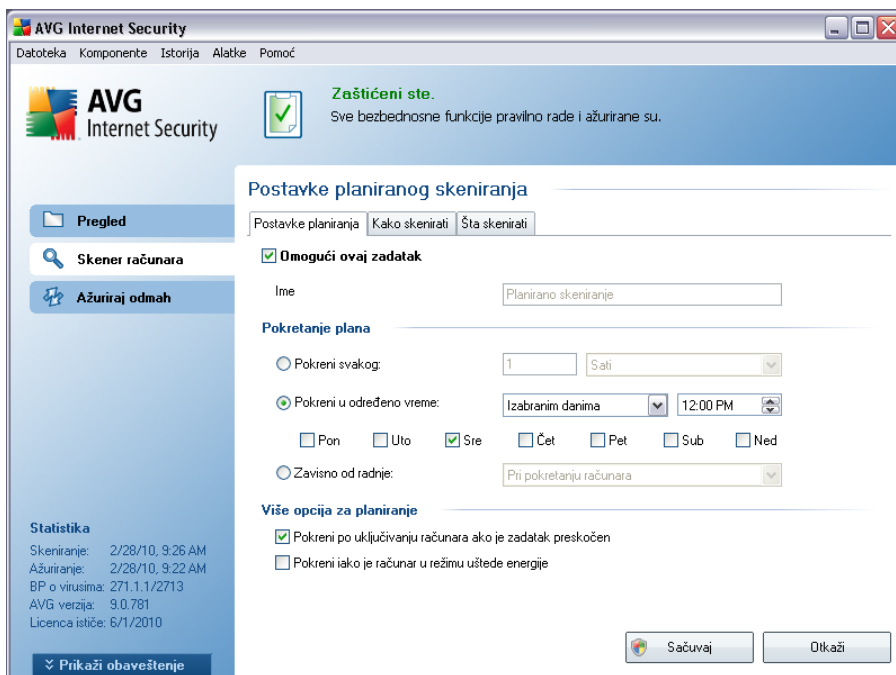 AVG Internet Security
Datoteka Komponente Istorija Alatke Pomoć
AVG
Internet Security
Zaštićeni ste.
Sve bezbednosne funkcije pravilno rade i ažurirane su.
Pregled
Skener računara
Ažuriraj odmah
Postavke planiranog skeniranja
Postavke planiranja Kako skenirati Šta skenirati
Omogući ovaj zadatak
Ime Planirano skeniranje
Pokretanje plana
Pokreni svakog: 1 Sati
Pokreni u određeno vreme: Izabranim danima 12:00 PM
Pon Uto Sre Čet Pet Sub Ned
Zavisno od radnje: Pri pokretanju računara
Više opcija za planiranje
Pokreni po uključivanju računara ako je zadatak preskočen
Pokreni iako je računar u režimu uštede energije
Statistika
Skeniranje: 2/28/10, 9:26 AM
Ažuriranje: 2/28/10, 9:22 AM
BP o virusima: 271.1.1/2713
AVG verzija: 9.0.781
Licenca ističe: 6/1/2010
Prikaži obaveštenje
Sačuvaj Otkaži